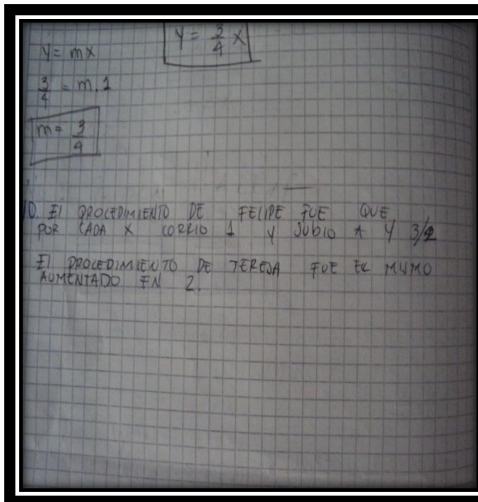 y = 3/4 x
y = mx
3/4 = m.1
m = 3/4
10. El PROCEDIMIENTO DE FELIPE FUE QUE
POR CADA X CORRIO 1 Y SUBIO A Y 3/2
El PROCEDIMIENTO DE TERESA FUE EL MISMO
AUMENTADO EN 2.